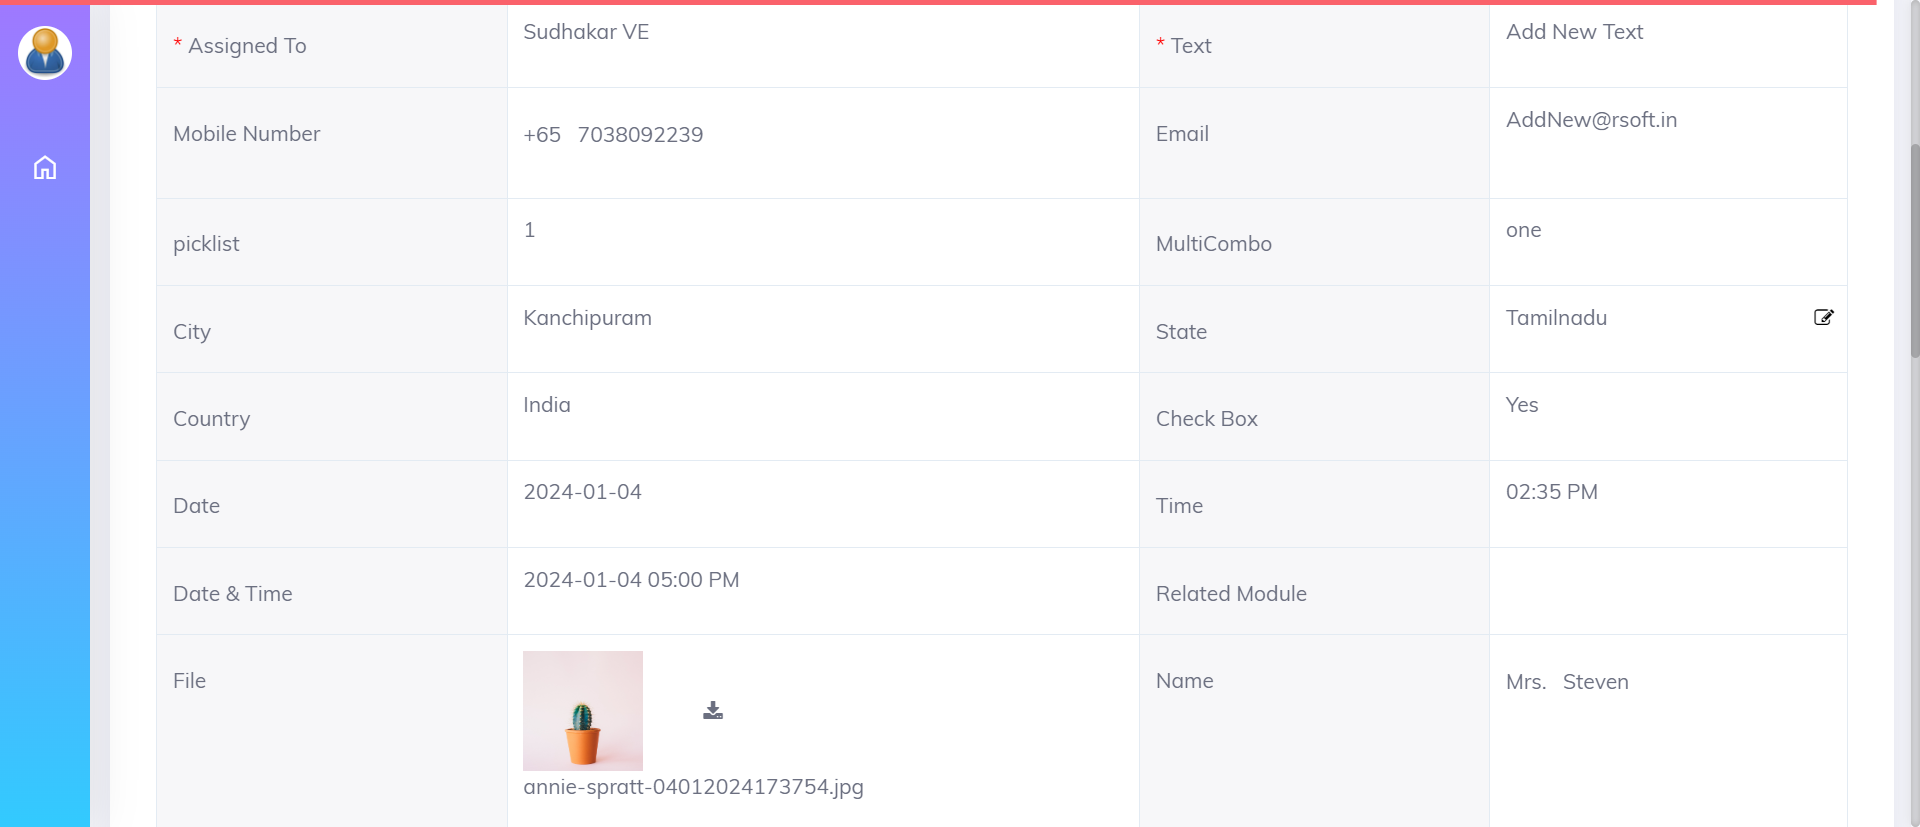 * Assigned To Sudhakar VE * Text Add New Text
Mobile Number +65 7038092239 Email AddNew@rsoft.in
picklist 1 MultiCombo one
City Kanchipuram State Tamilnadu
Country India Check Box Yes
Date 2024-01-04 Time 02:35 PM
Date & Time 2024-01-04 05:00 PM Related Module
File Name Mrs. Steven
annie-spratt-04012024173754.jpg